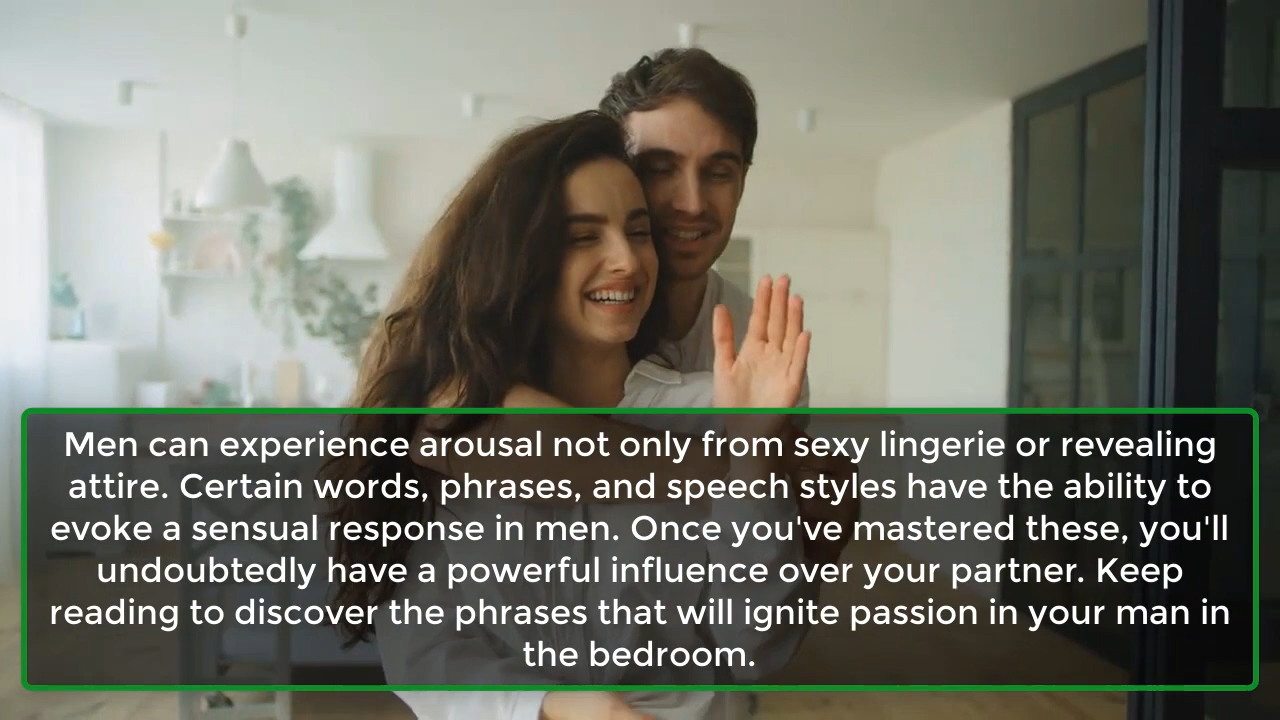 Men can experience arousal not only from sexy lingerie or revealing
attire. Certain words, phrases, and speech styles have the ability to
evoke a sensual response in men. Once you've mastered these, you'll
undoubtedly have a powerful influence over your partner. Keep
reading to discover the phrases that will ignite passion in your man in
the bedroom.